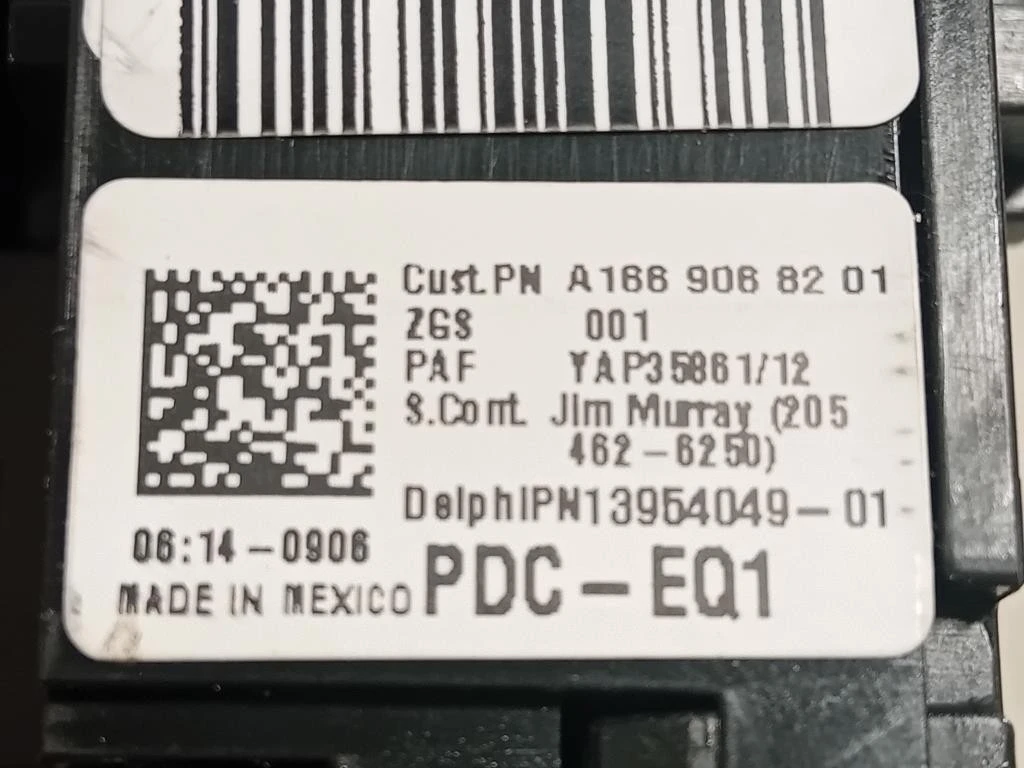 Cust.PN A166 906 82 01
ZGS 001
PAF YAP35861/12
S.Cont. Jim Murray (205
462-6250)
DelphiPN13954049-01
06:14-0906
MADE IN MEXICO PDC-EQ1